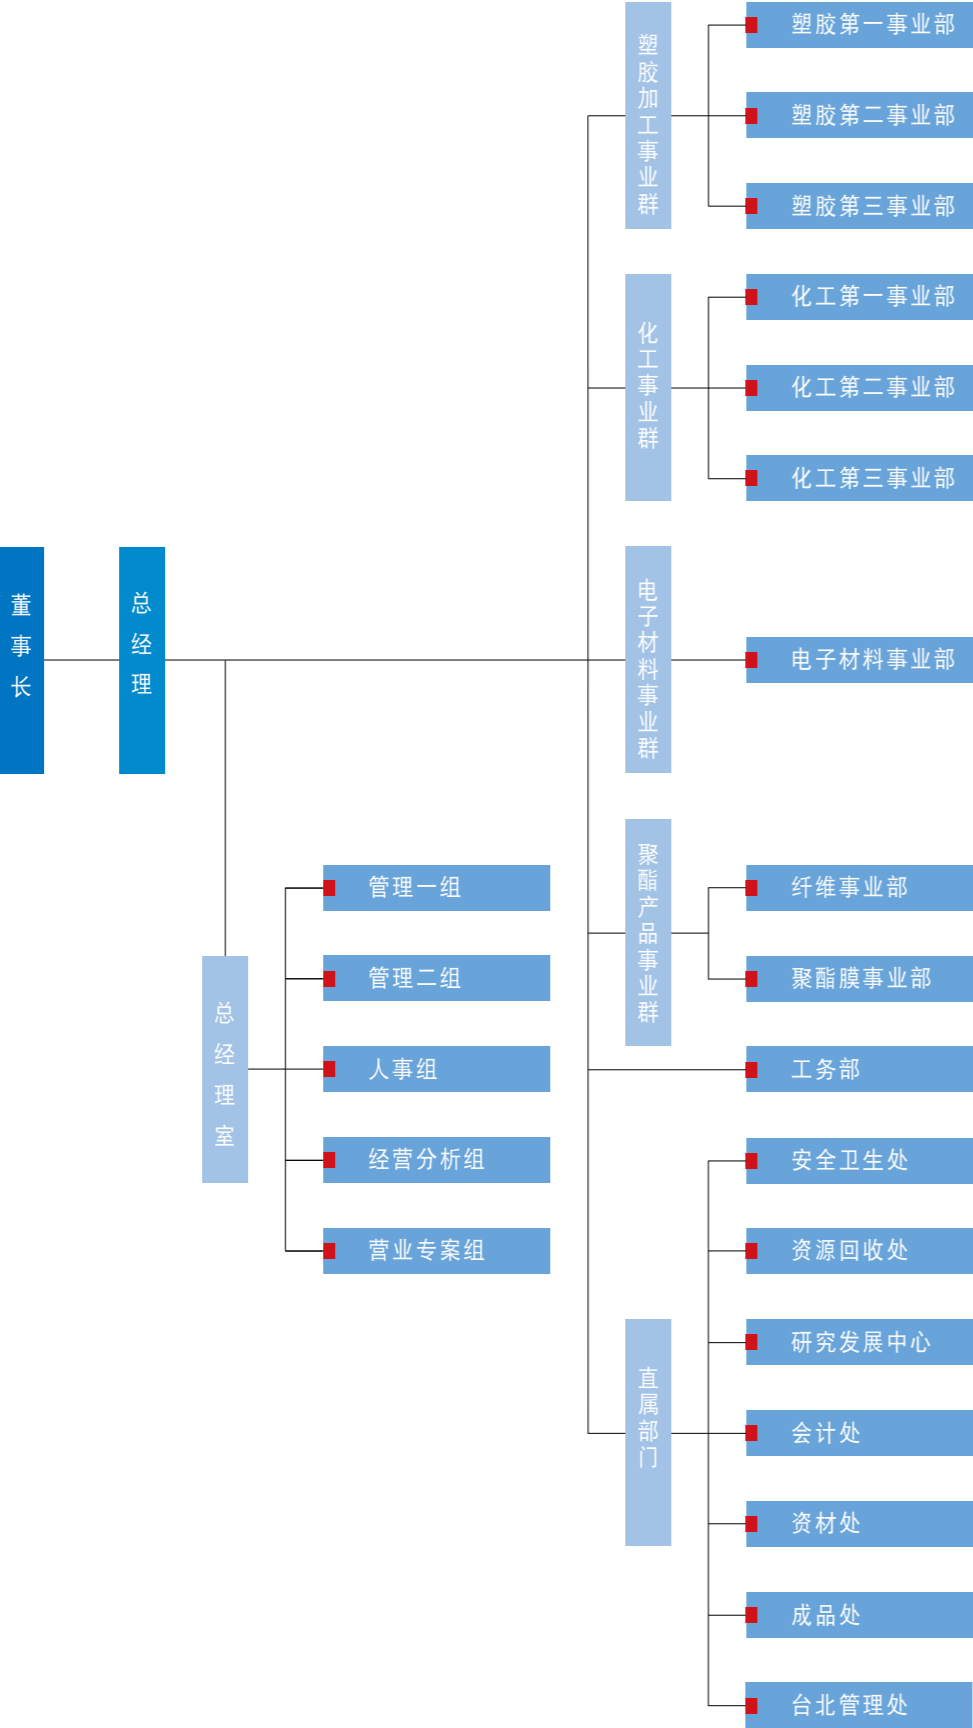 董事长
总经理
总经理室
管理一组
管理二组
人事组
经营分析组
营业专案组
塑胶加工事业群
塑胶第一事业部
塑胶第二事业部
塑胶第三事业部
化工事业群
化工第一事业部
化工第二事业部
化工第三事业部
电子材料事业群
电子材料事业部
聚酯产品事业群
纤维事业部
聚酯膜事业部
工务部
直属部门
安全卫生处
资源回收处
研究发展中心
会计处
资材处
成品处
台北管理处